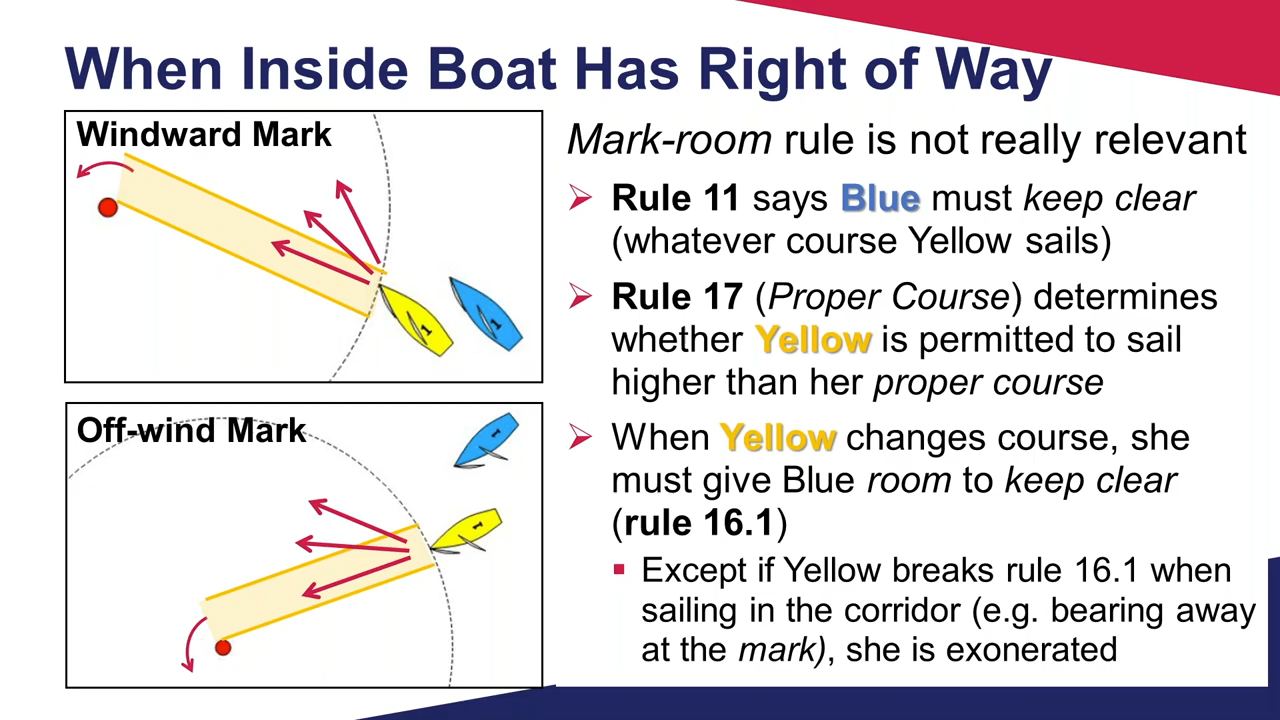 When Inside Boat Has Right of Way
Windward Mark
1
1
Off-wind Mark
1
1
Mark-room rule is not really relevant
Rule 11 says Blue must keep clear
(whatever course Yellow sails)
Rule 17 (Proper Course) determines
whether Yellow is permitted to sail
higher than her proper course
When Yellow changes course, she
must give Blue room to keep clear
(rule 16.1)
Except if Yellow breaks rule 16.1 when
sailing in the corridor (e.g. bearing away
at the mark), she is exonerated